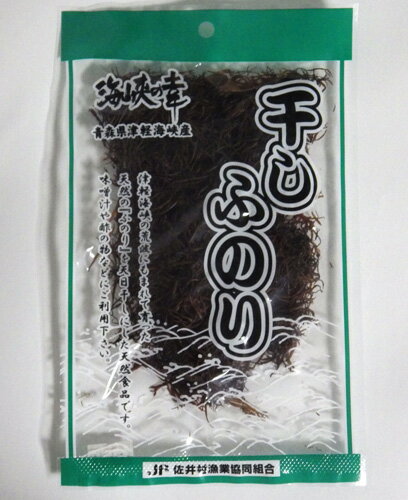 海峡の幸
青森県津軽海峡産
干しふのり
津軽海峡の荒波にもまれて育った
天然の「ふのり」を天日干しにした天然食品です。
味噌汁や酢の物などにご利用下さい。
JF 佐井村漁業協同組合